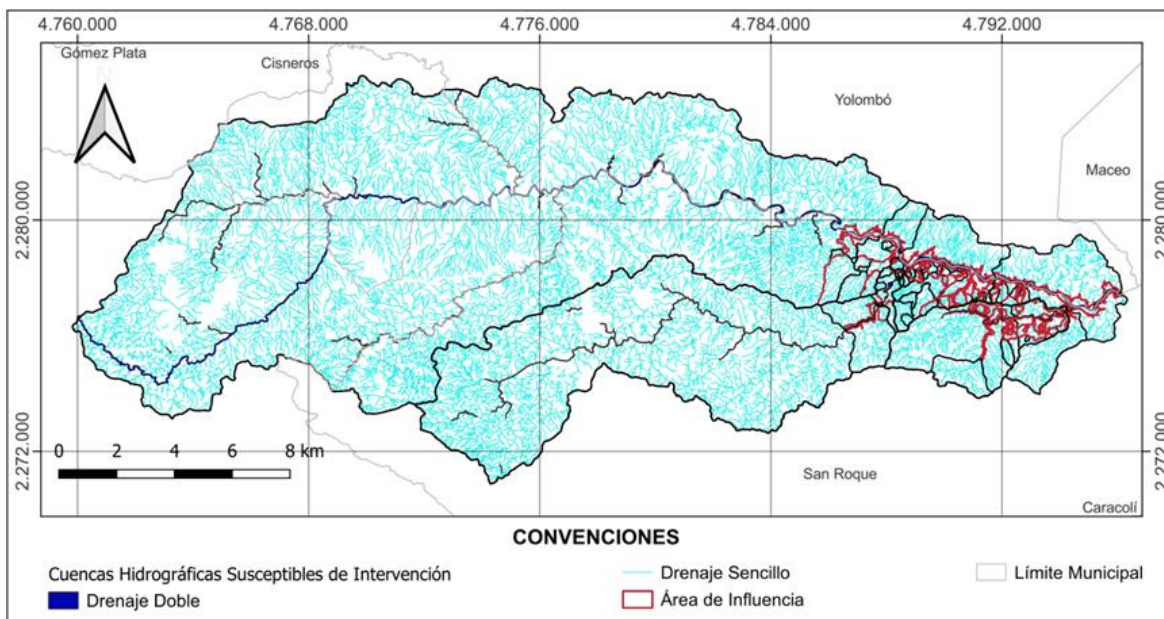 4.760.000
4.768.000
4.776.000
4.784.000
4.792.000
Gómez Plata
Cisneros
Yolombó
Maceo
2.280.000
2.280.000
2.272.000
2.272.000
0 2 4 6 8 km
San Roque
Caracolí
CONVENCIONES
Cuencas Hidrográficas Susceptibles de Intervención
Drenaje Doble
Drenaje Sencillo
Área de Influencia
Límite Municipal